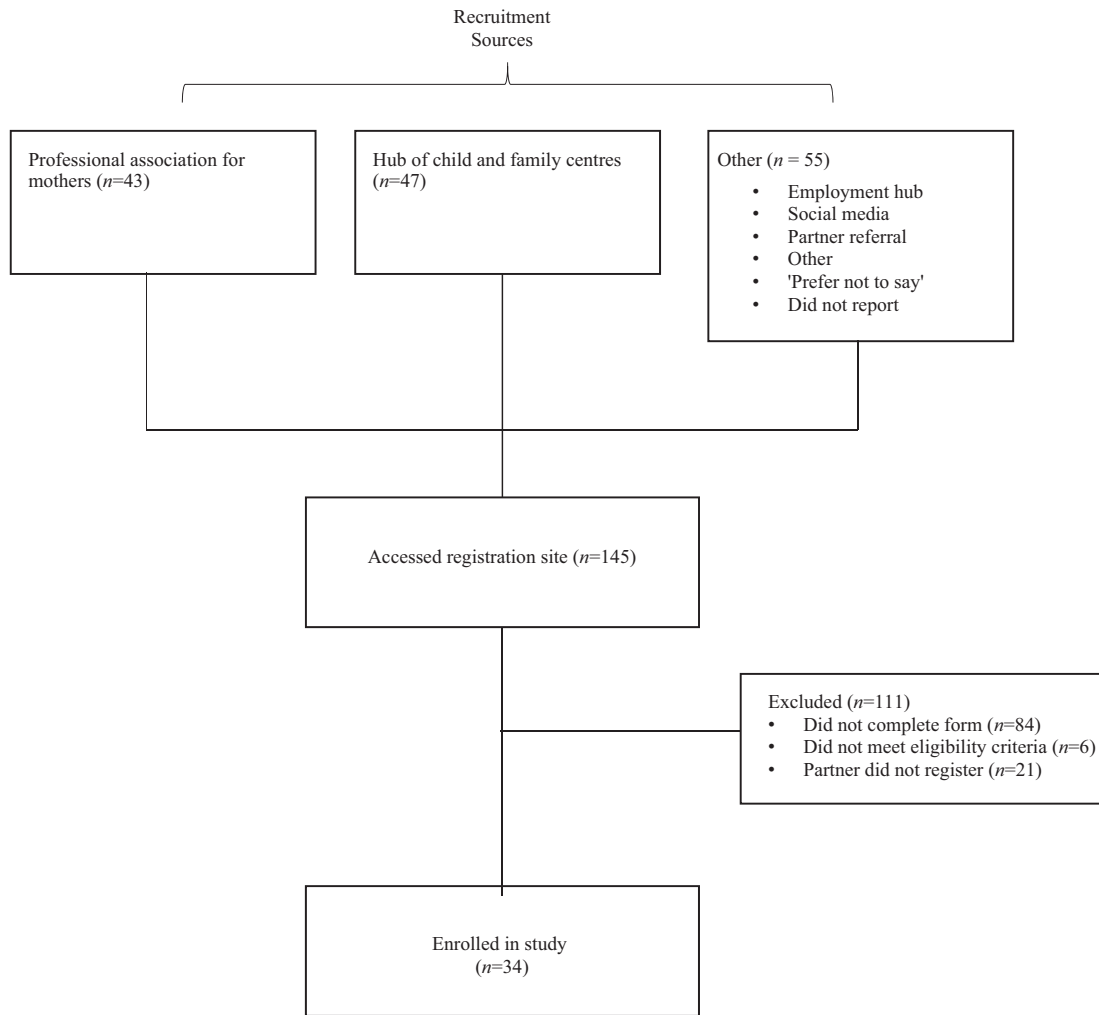 Recruitment
Sources
Professional association for
mothers (n=43)
Hub of child and family centres
(n=47)
Other (n = 55)
• Employment hub
• Social media
• Partner referral
• Other
• 'Prefer not to say'
• Did not report
Accessed registration site (n=145)
Excluded (n=111)
• Did not complete form (n=84)
• Did not meet eligibility criteria (n=6)
• Partner did not register (n=21)
Enrolled in study
(n=34)